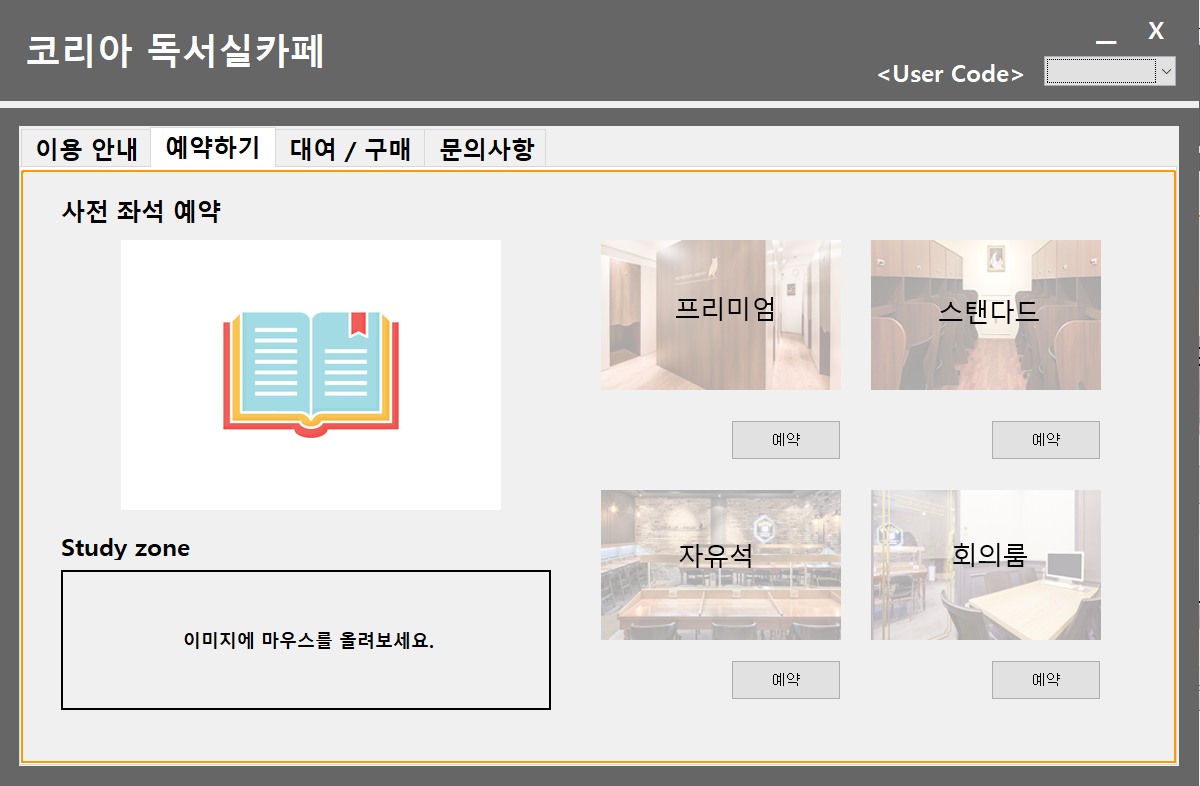 코리아 독서실카페
X
<User Code>
이용 안내
예약하기
대여 / 구매
문의사항
사전 좌석 예약
프리미엄
스탠다드
예약
예약
Study zone
이미지에 마우스를 올려보세요.
자유석
회의룸
예약
예약